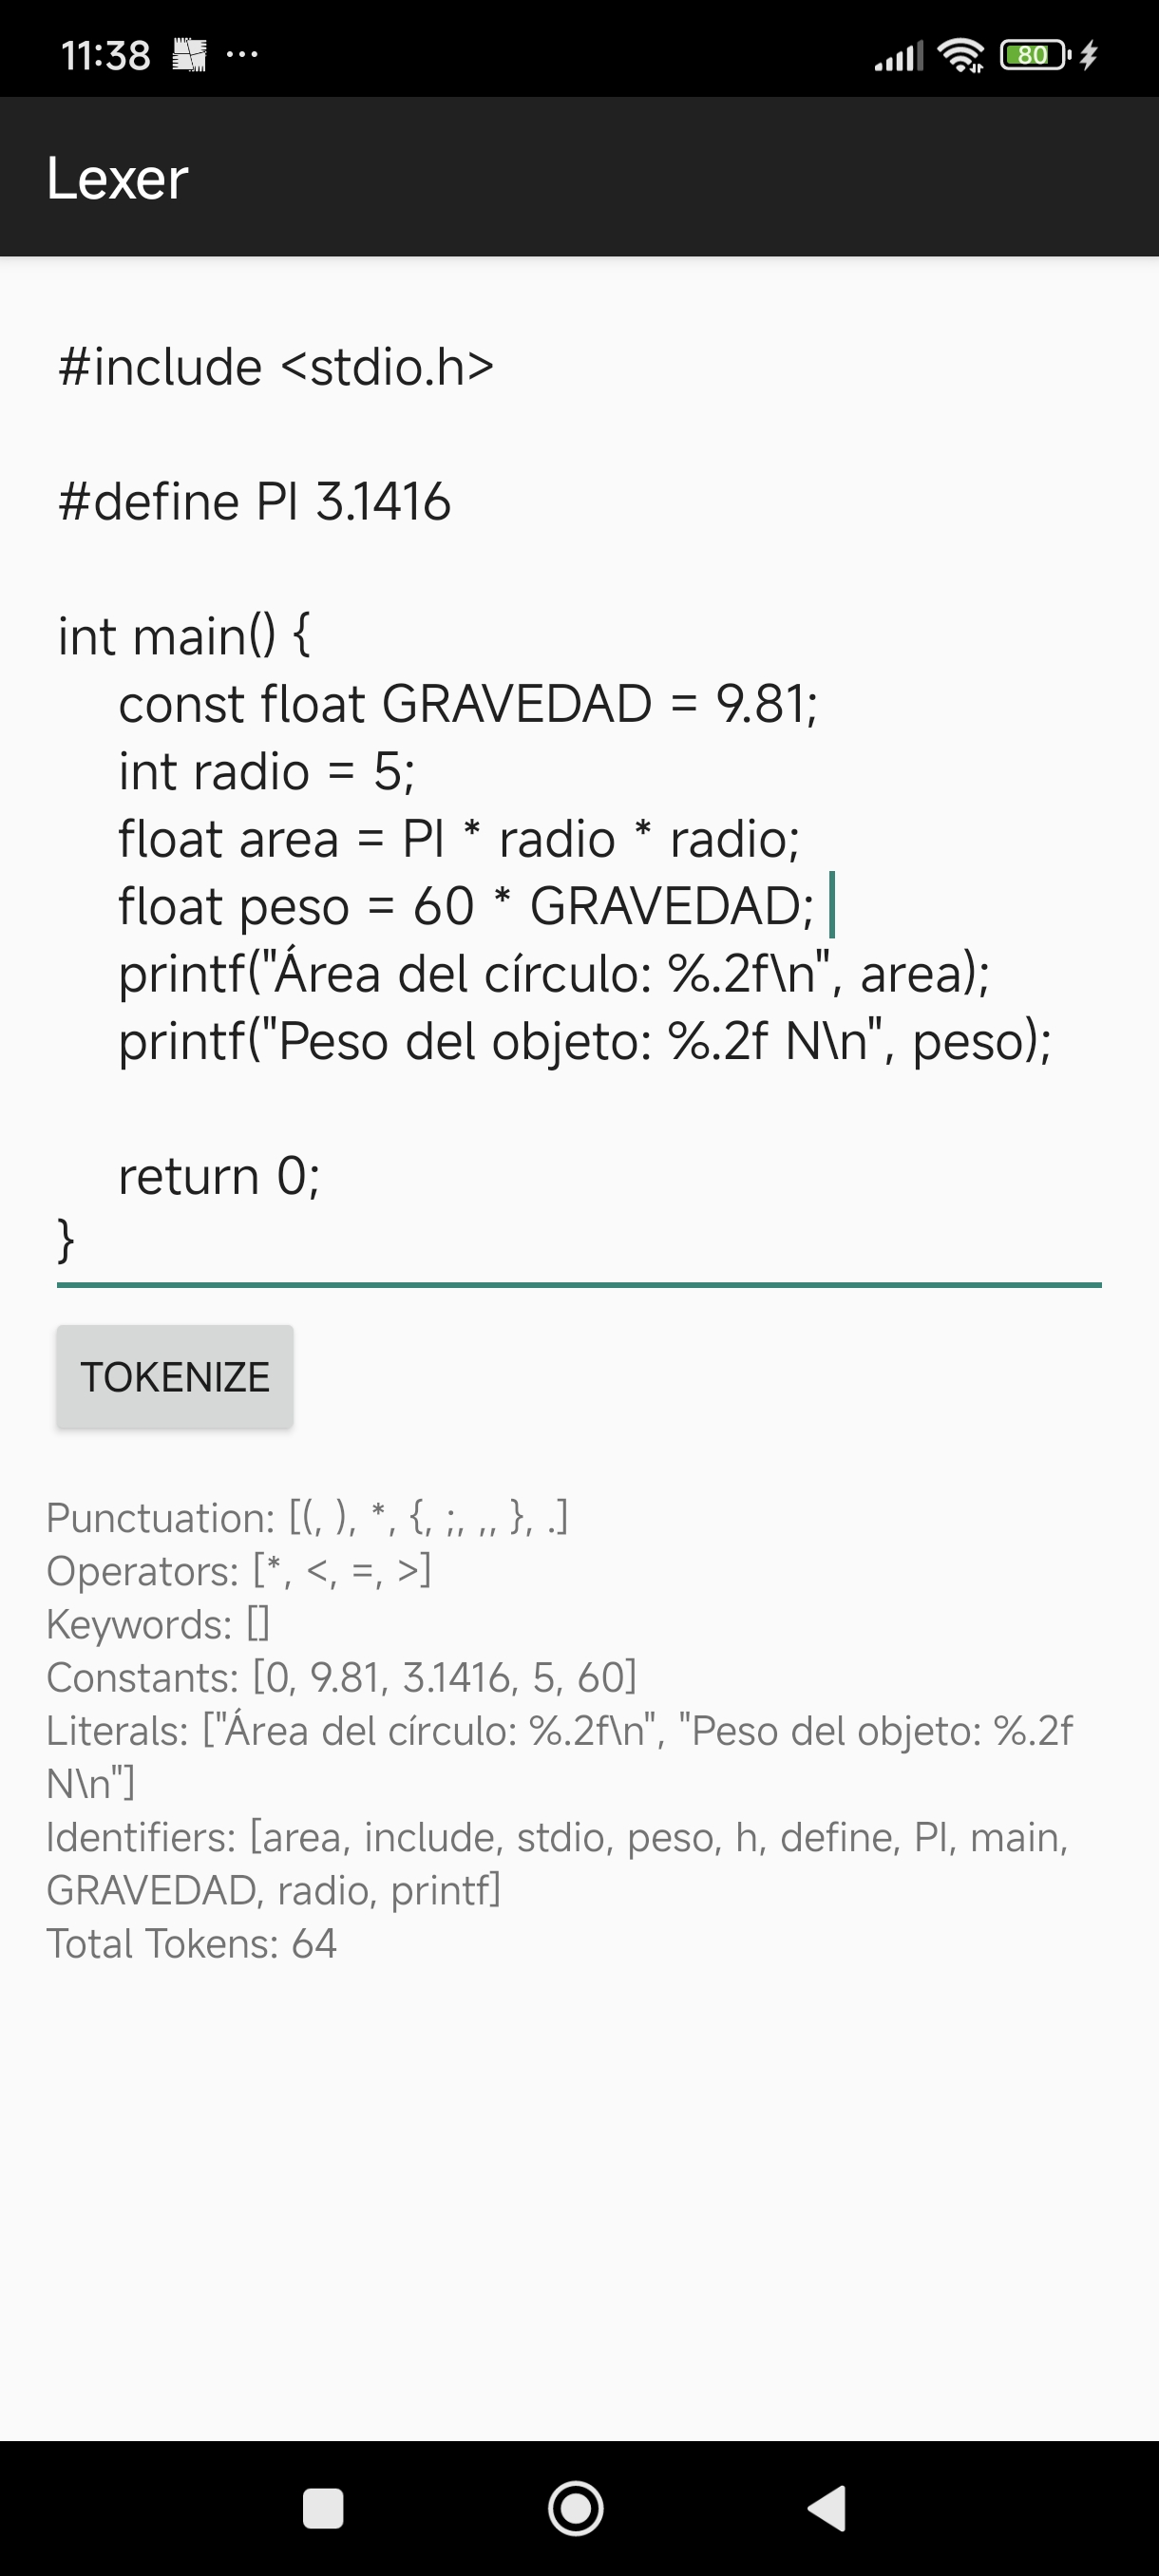 11:38 ... 80
Lexer
#include <stdio.h>
#define PI 3.1416
int main() {
const float GRAVEDAD = 9.81;
int radio = 5;
float area = PI * radio * radio;
float peso = 60 * GRAVEDAD;
printf("Área del círculo: %.2f\n", area);
printf("Peso del objeto: %.2f N\n", peso);
return 0;
}
TOKENIZE
Punctuation: [(, ), *, {, ;, ,, }, .]
Operators: [*, <, =, >]
Keywords: []
Constants: [0, 9.81, 3.1416, 5, 60]
Literals: ["Área del círculo: %.2f\n", "Peso del objeto: %.2f
N\n"]
Identifiers: [area, include, stdio, peso, h, define, PI, main,
GRAVEDAD, radio, printf]
Total Tokens: 64